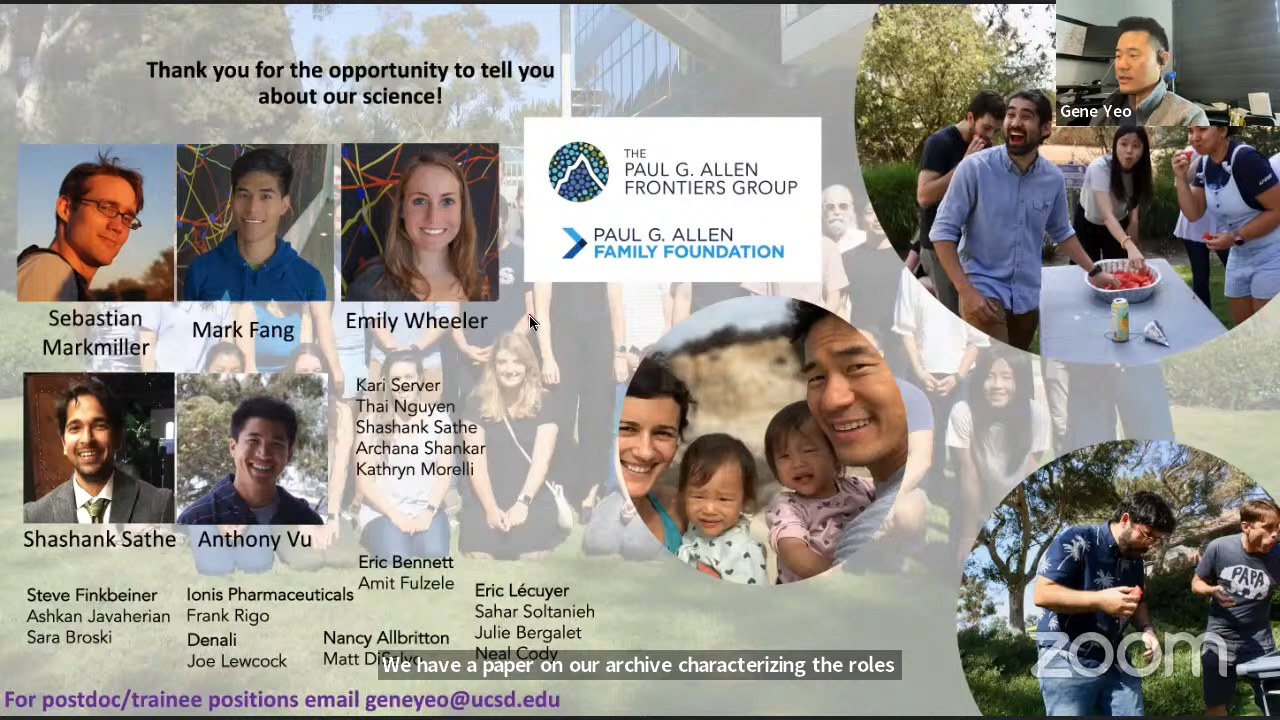 Thank you for the opportunity to tell you
about our science!
Gene Yeo
THE
PAUL G. ALLEN
FRONTIERS GROUP
PAUL G. ALLEN
FAMILY FOUNDATION
Sebastian
Markmiller
Mark Fang
Emily Wheeler
Kari Server
Thai Nguyen
Shashank Sathe
Archana Shankar
Kathryn Morelli
Shashank Sathe
Anthony Vu
Eric Bennett
Amit Fulzele
Steve Finkbeiner
Ashkan Javaherian
Sara Broski
Ionis Pharmaceuticals
Frank Rigo
Denali
Joe Lewcock
Nancy Allbritton
Matt
Eric Lécuyer
Sahar Soltanieh
Julie Bergalet
Neal Cody
We have a paper on our archive characterizing the roles
PAPA
zoom
For postdoc/trainee positions email geneyeo@ucsd.edu